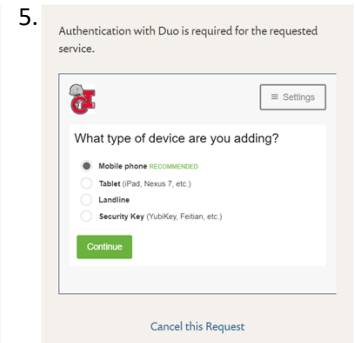 5.
Authentication with Duo is required for the requested
service.
≡ Settings
What type of device are you adding?
Mobile phone RECOMMENDED
Tablet (iPad, Nexus 7, etc.)
Landline
Security Key (YubiKey, Feitian, etc.)
Continue
Cancel this Request